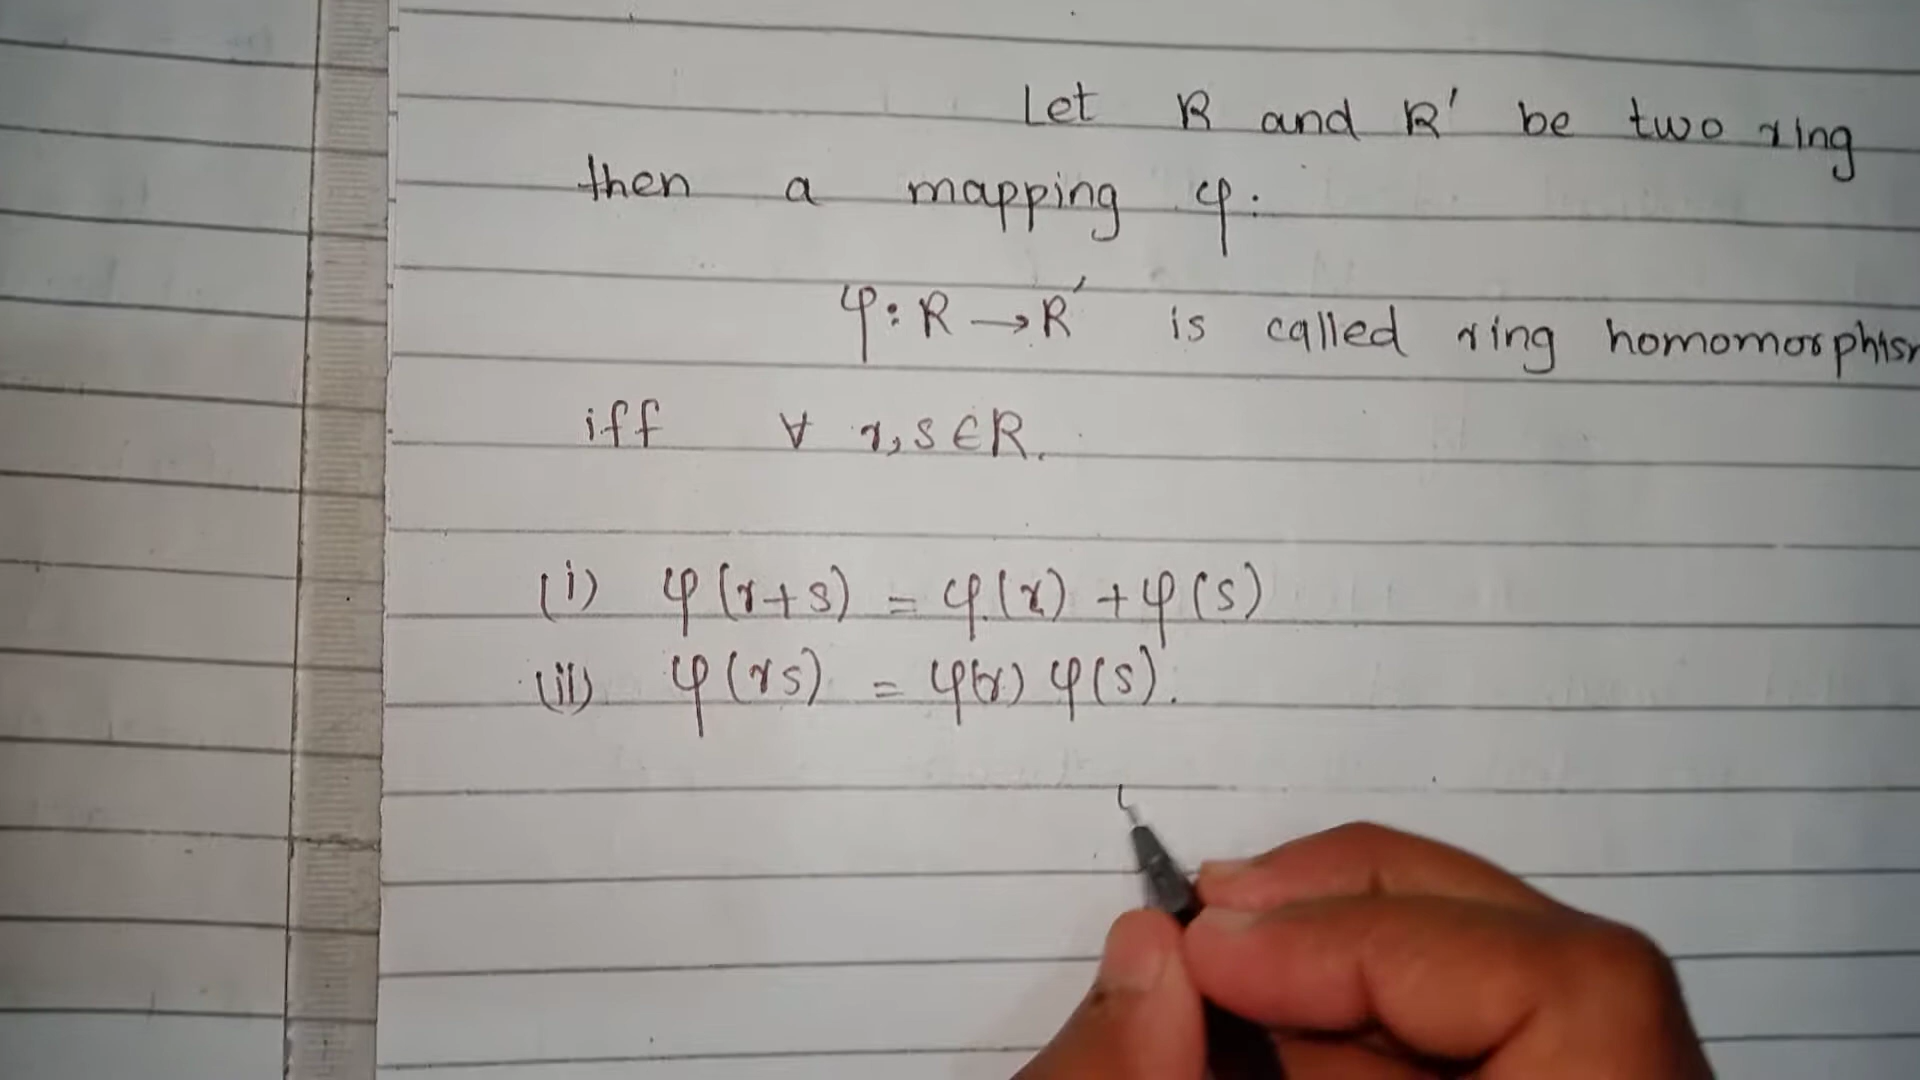 Let R and R' be two ring
then a mapping φ:
φ: R → R' is called ring homomorphism
iff ∀ r,s ∈ R.
(i) φ(r+s) = φ(r) + φ(s)
(ii) φ(rs) = φ(r) φ(s).